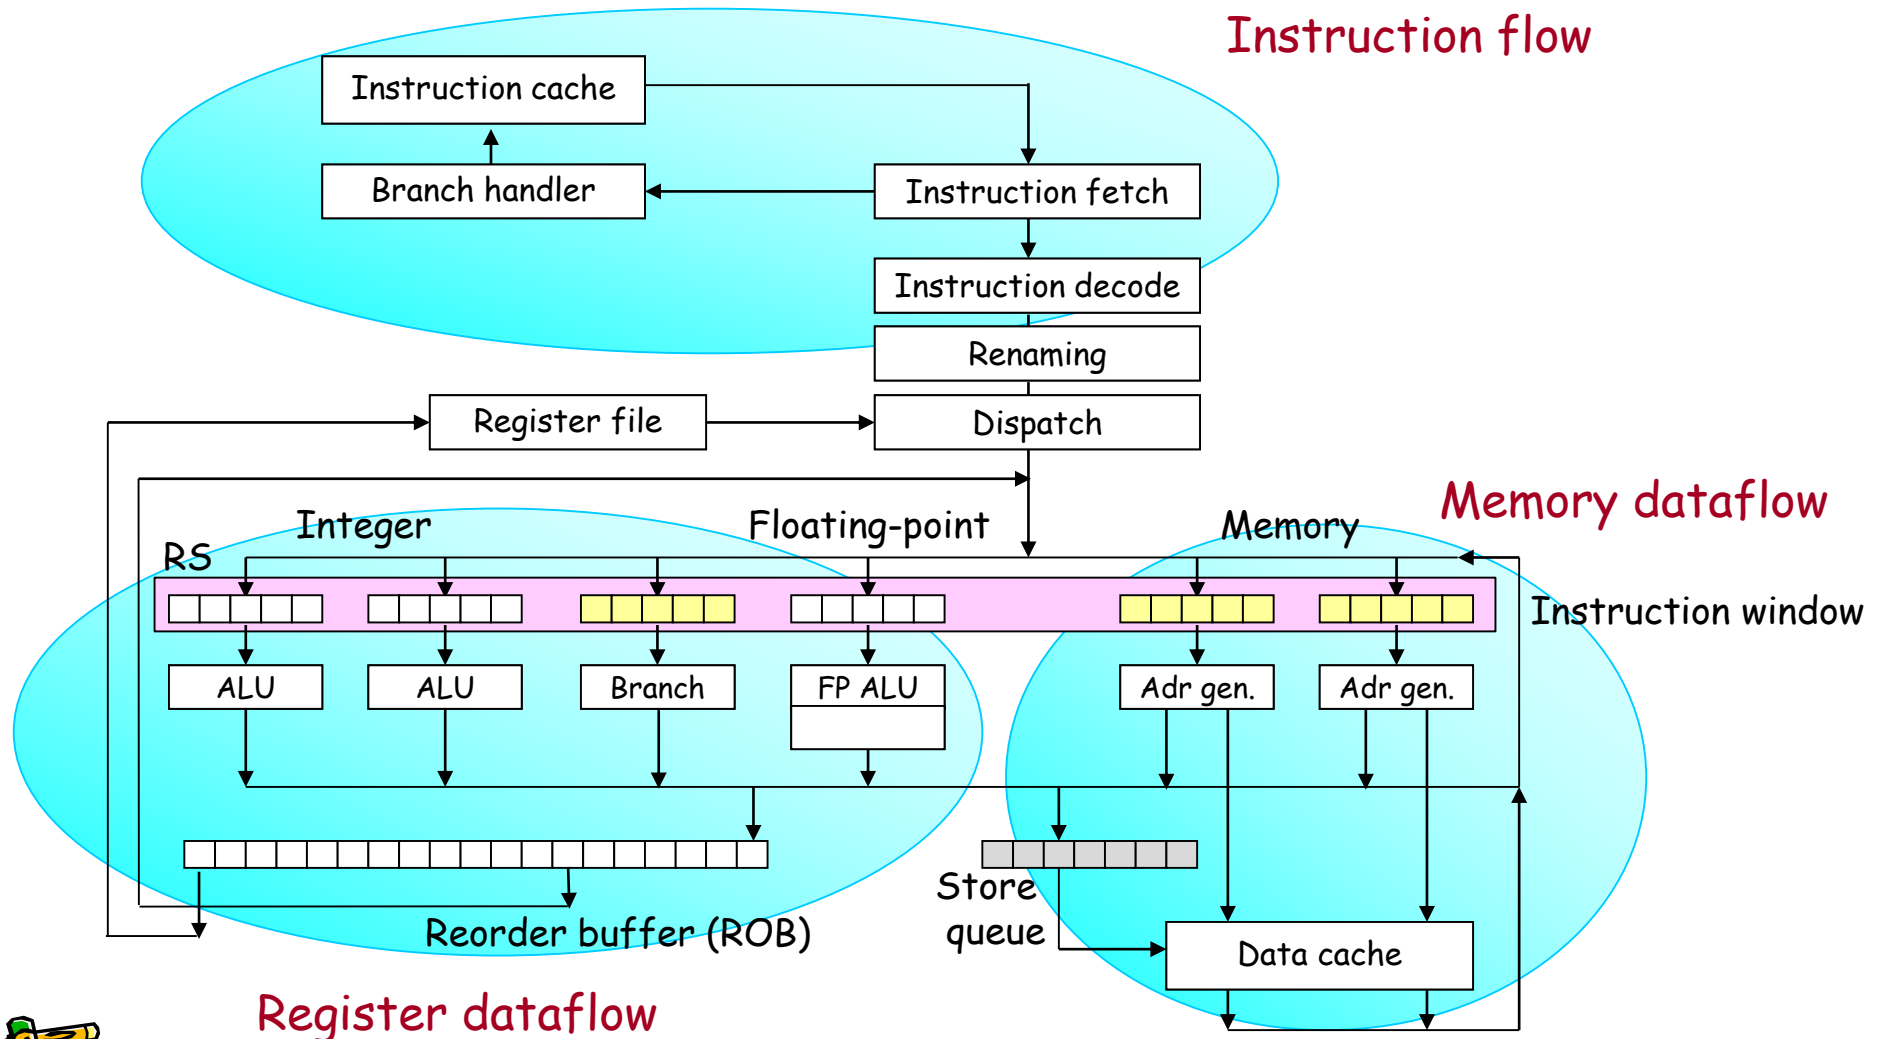 Instruction flow
Instruction cache
Branch handler
Instruction fetch
Instruction decode
Renaming
Register file
Dispatch
Memory dataflow
Integer
Floating-point
Memory
RS
Instruction window
ALU
ALU
Branch
FP ALU
Adr gen.
Adr gen.
Store
queue
Reorder buffer (ROB)
Data cache
Register dataflow